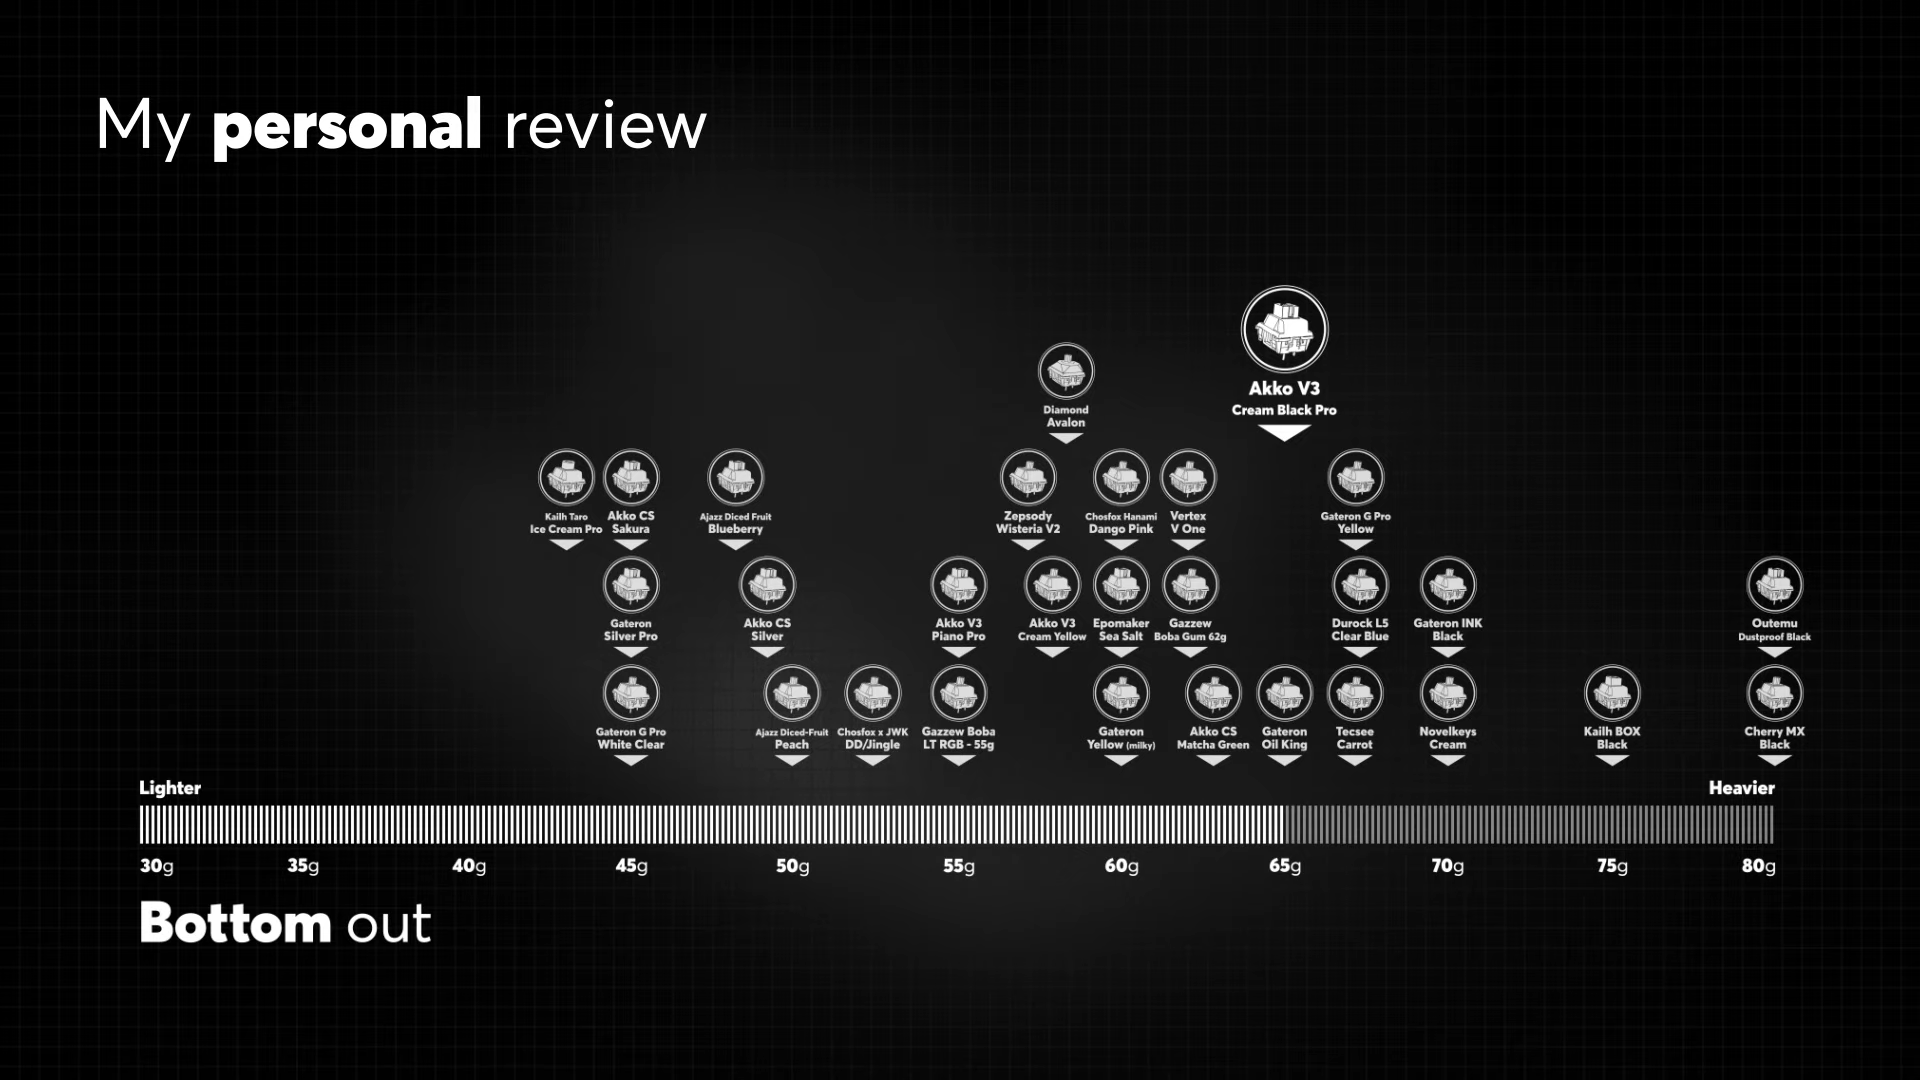 My personal review
Akko V3
Cream Black Pro
Diamond
Avalon
Kailh Taro
Ice Cream Pro
Akko CS
Sakura
Ajazz Diced Fruit
Blueberry
Zepsody
Wisteria V2
Chosfox Hanami
Dango Pink
Vertex
V One
Gateron G Pro
Yellow
Gateron
Silver Pro
Akko CS
Silver
Akko V3
Piano Pro
Akko V3
Cream Yellow
Epomaker
Sea Salt
Gazzew
Boba Gum 62g
Durock L5
Clear Blue
Gateron INK
Black
Outemu
Dustproof Black
Gateron G Pro
White Clear
Ajazz Diced-Fruit
Peach
Chosfox x JWK
DD/Jingle
Gazzew Boba
LT RGB - 55g
Gateron
Yellow (milky)
Akko CS
Matcha Green
Gateron
Oil King
Tecsee
Carrot
Novelkeys
Cream
Kailh BOX
Black
Cherry MX
Black
Lighter
Heavier
30g 35g 40g 45g 50g 55g 60g 65g 70g 75g 80g
Bottom out